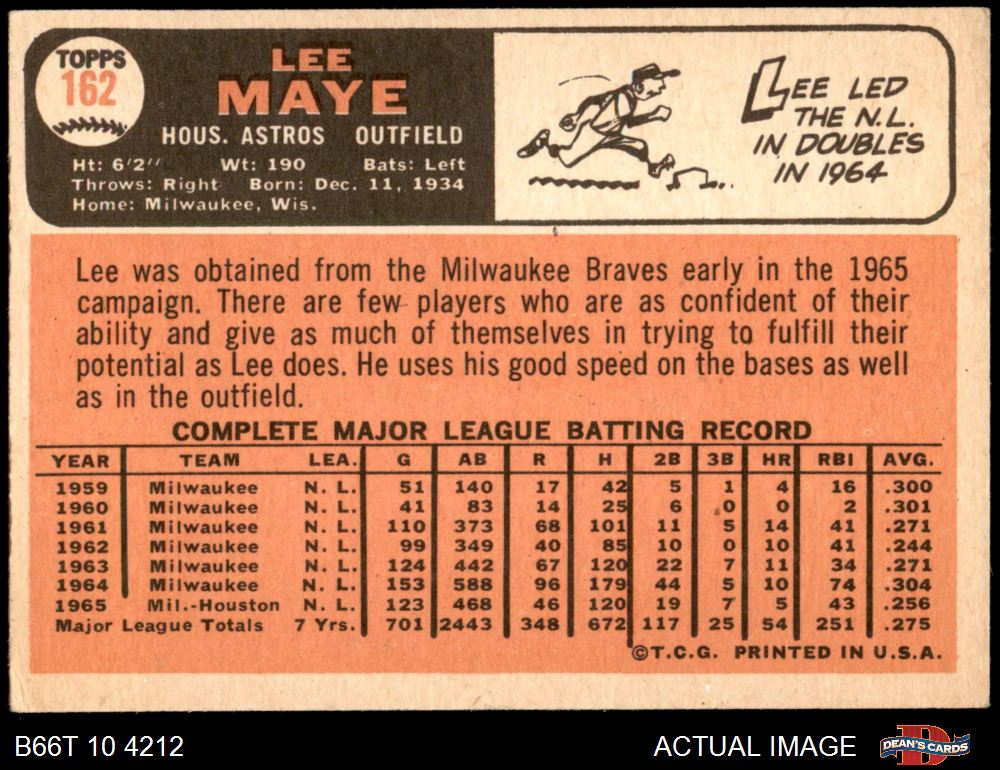 TOPPS
162
LEE
MAYE
HOUS. ASTROS OUTFIELD
Ht: 6'2" Wt: 190 Bats: Left
Throws: Right Born: Dec. 11, 1934
Home: Milwaukee, Wis.
LEE LED
THE N.L.
IN DOUBLES
IN 1964
Lee was obtained from the Milwaukee Braves early in the 1965
campaign. There are few players who are as confident of their
ability and give as much of themselves in trying to fulfill their
potential as Lee does. He uses his good speed on the bases as well
as in the outfield.
COMPLETE MAJOR LEAGUE BATTING RECORD
YEAR TEAM LEA. G AB R H 2B 3B HR RBI AVG.
1959 Milwaukee N. L. 51 140 17 42 5 1 4 16 .300
1960 Milwaukee N. L. 41 83 14 25 6 0 0 2 .301
1961 Milwaukee N. L. 110 373 68 101 11 5 14 41 .271
1962 Milwaukee N. L. 99 349 40 85 10 0 10 41 .244
1963 Milwaukee N. L. 124 442 67 120 22 7 11 34 .271
1964 Milwaukee N. L. 153 588 96 179 44 5 10 74 .304
1965 Mil.-Houston N. L. 123 468 46 120 19 7 5 43 .256
Major League Totals 7 Yrs. 701 2443 348 672 117 25 54 251 .275
©T.C.G. PRINTED IN U.S.A.
B66T 10 4212 ACTUAL IMAGE DEAN'S CARDS